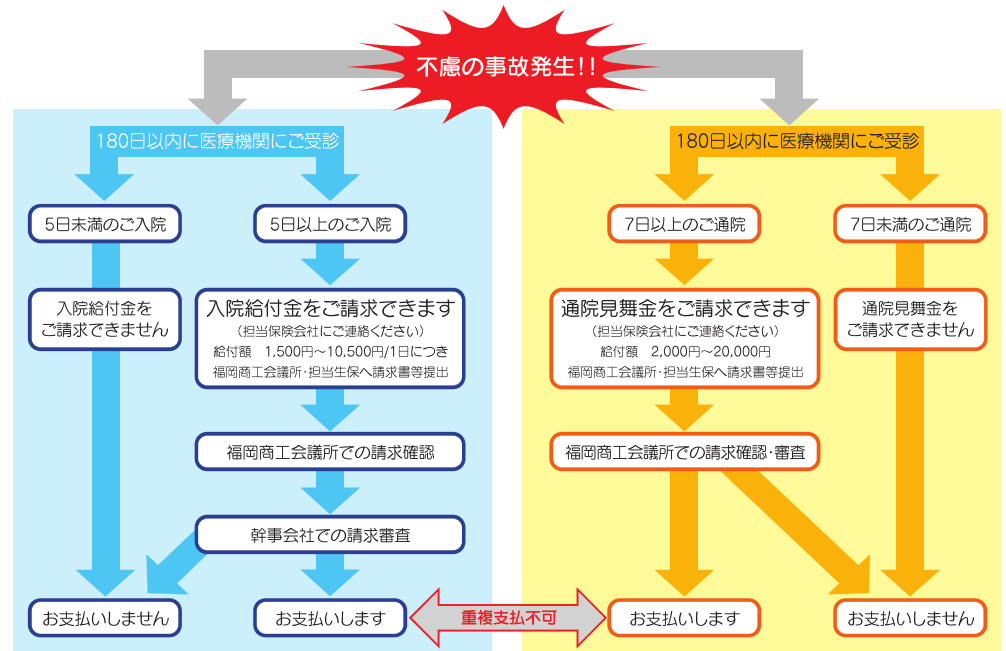 不慮の事故発生!!
180日以内に医療機関にご受診
5日未満のご入院
5日以上のご入院
入院給付金を
ご請求できません
入院給付金をご請求できます
(担当保険会社にご連絡ください)
給付額 1,500円～10,500円/1日につき
福岡商工会議所・担当生保へ請求書等提出
福岡商工会議所での請求確認
幹事会社での請求審査
お支払いしません
お支払いします
重複支払不可
180日以内に医療機関にご受診
7日以上のご通院
7日未満のご通院
通院見舞金をご請求できます
(担当保険会社にご連絡ください)
給付額 2,000円～20,000円
福岡商工会議所・担当生保へ請求書等提出
通院見舞金を
ご請求できません
福岡商工会議所での請求確認・審査
お支払いします
お支払いしません